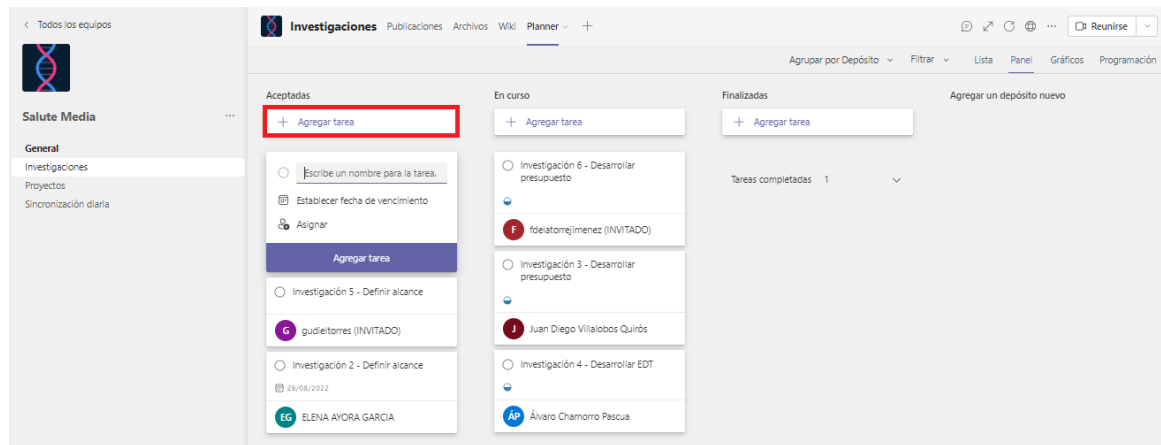 Todos los equipos
Salute Media
General
Investigaciones
Proyectos
Sincronización diaria
Investigaciones Publicaciones Archivos Wiki Planner
Reunirse
Agrupar por Depósito Filtrar Lista Panel Gráficos Programación
Aceptadas
Agregar tarea
Escribe un nombre para la tarea.
Establecer fecha de vencimiento
Asignar
Agregar tarea
Investigación 5 - Definir alcance
G gudieltorres (INVITADO)
Investigación 2 - Definir alcance
28/08/2022
EG ELENA AYORA GARCIA
En curso
Agregar tarea
Investigación 6 - Desarrollar
presupuesto
F fdelatorrejimenez (INVITADO)
Investigación 3 - Desarrollar
presupuesto
J Juan Diego Villalobos Quirós
Investigación 4 - Desarrollar EDT
ÁP Álvaro Chamorro Pascua
Finalizadas
Agregar tarea
Tareas completadas 1
Agregar un depósito nuevo